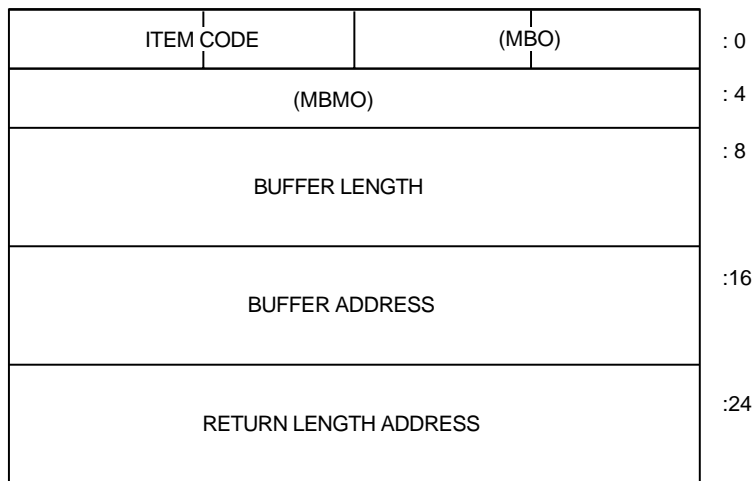 ITEM CODE (MBO) : 0
(MBMO) : 4
: 8
BUFFER LENGTH
:16
BUFFER ADDRESS
:24
RETURN LENGTH ADDRESS